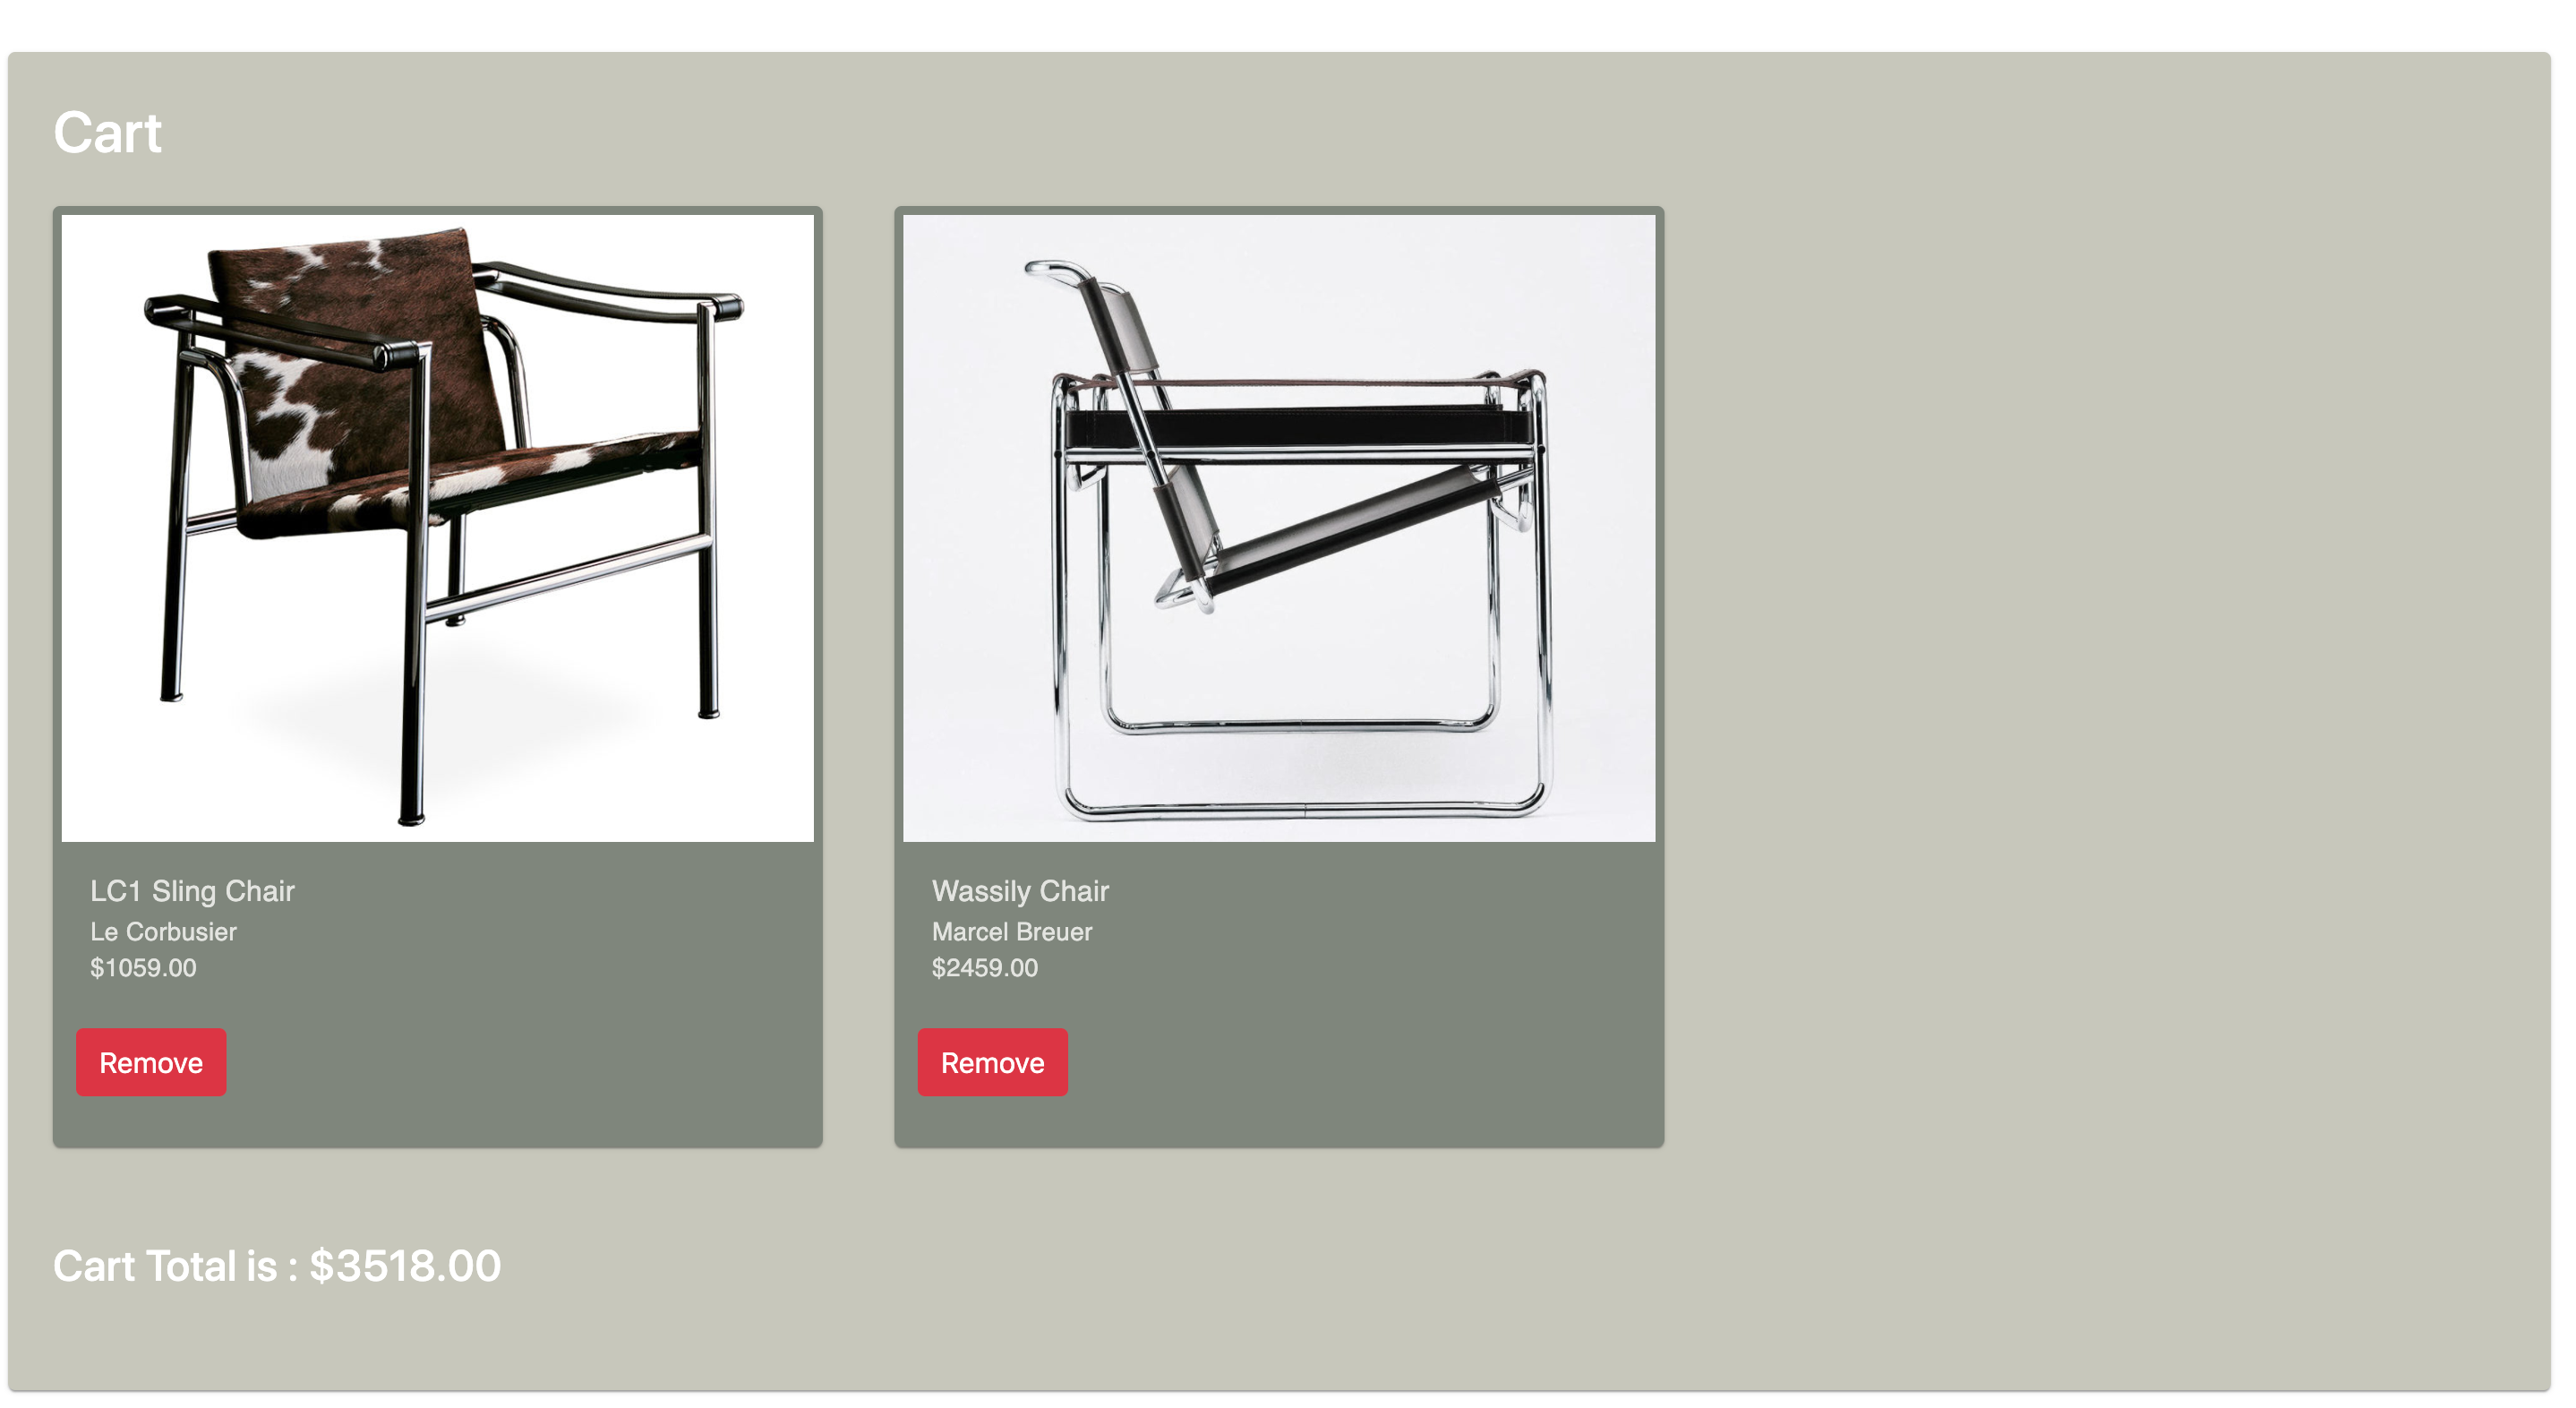 Cart
LC1 Sling Chair
Le Corbusier
$1059.00
Remove
Wassily Chair
Marcel Breuer
$2459.00
Remove
Cart Total is : $3518.00